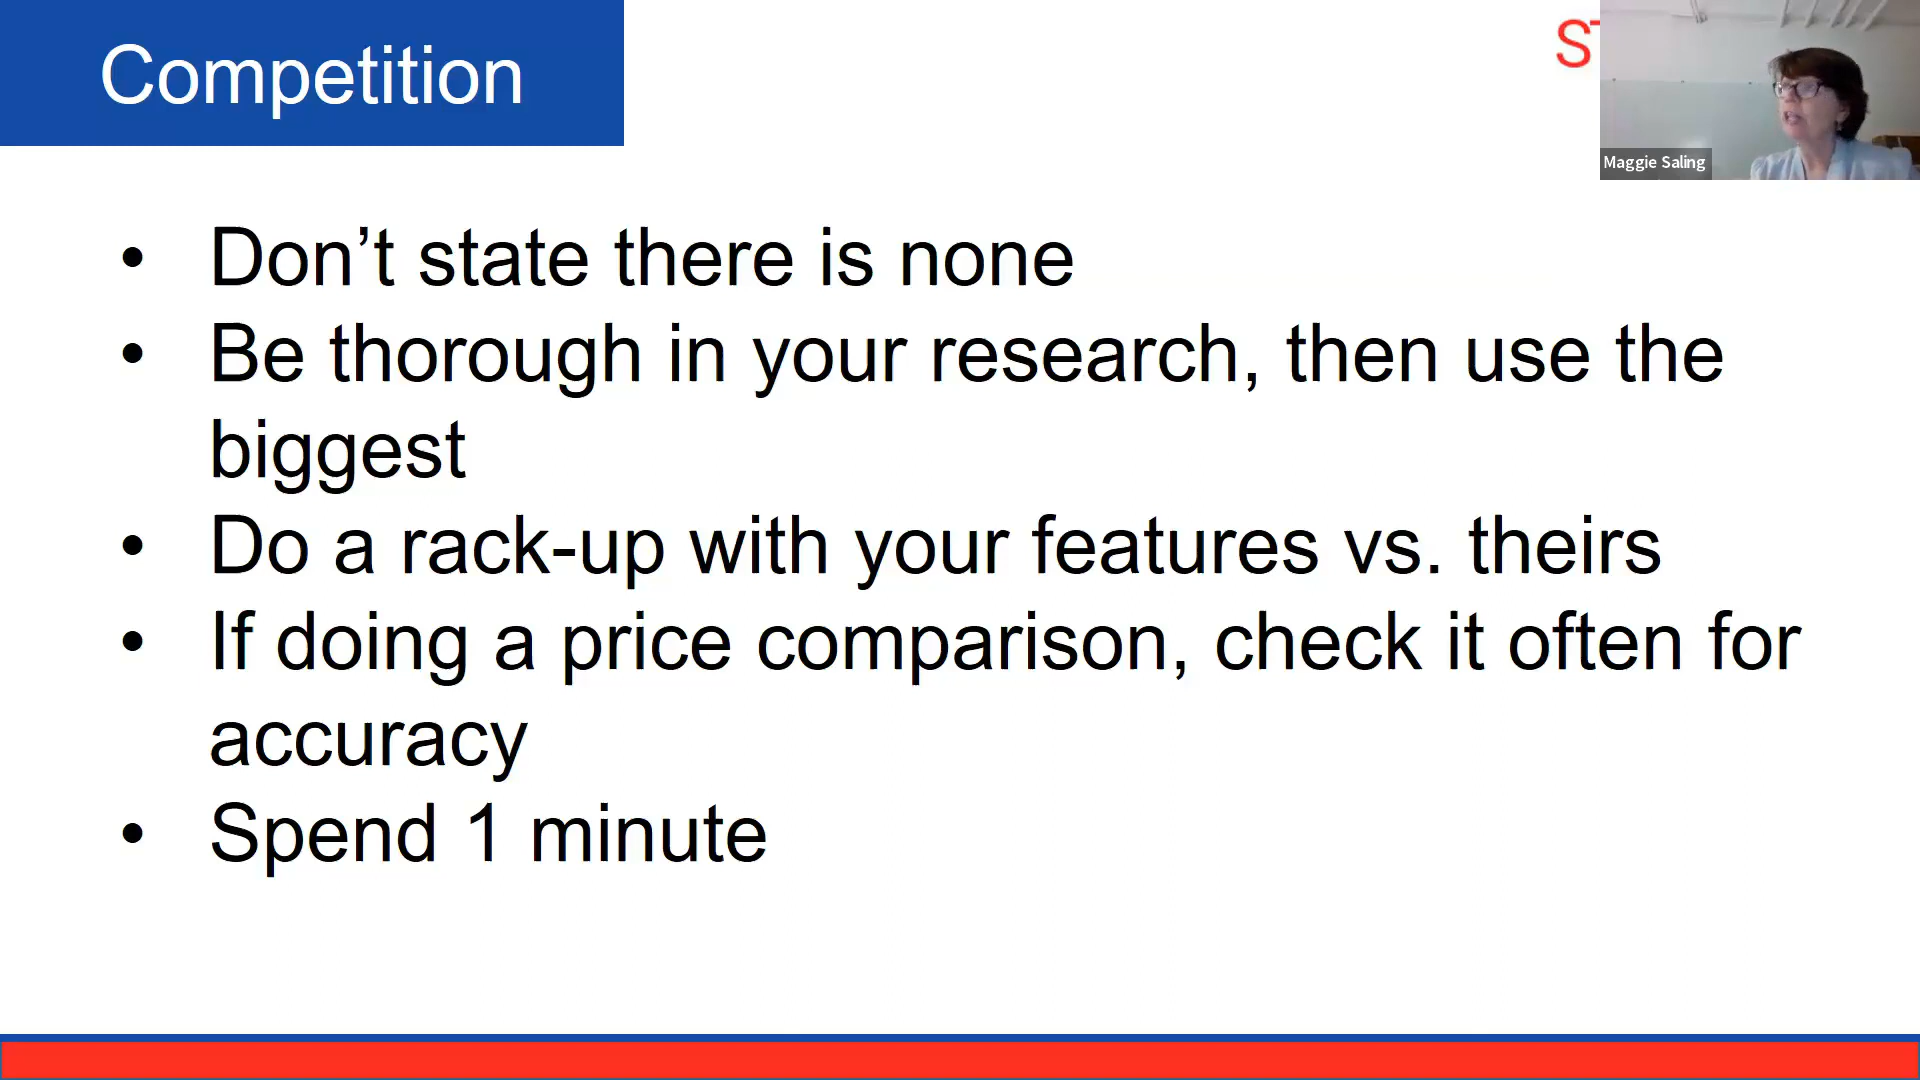 Competition
Maggie Saling
• Don’t state there is none
• Be thorough in your research, then use the
biggest
• Do a rack-up with your features vs. theirs
• If doing a price comparison, check it often for
accuracy
• Spend 1 minute